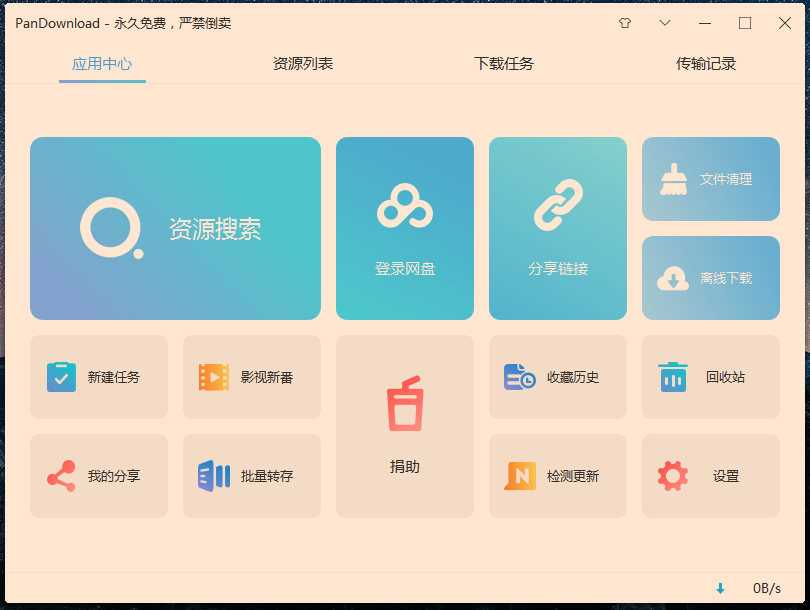 PanDownload - 永久免费，严禁倒卖
应用中心
资源列表
下载任务
传输记录
资源搜索
登录网盘
分享链接
文件清理
离线下载
新建任务
影视新番
捐助
收藏历史
回收站
我的分享
批量转存
检测更新
设置
0B/s